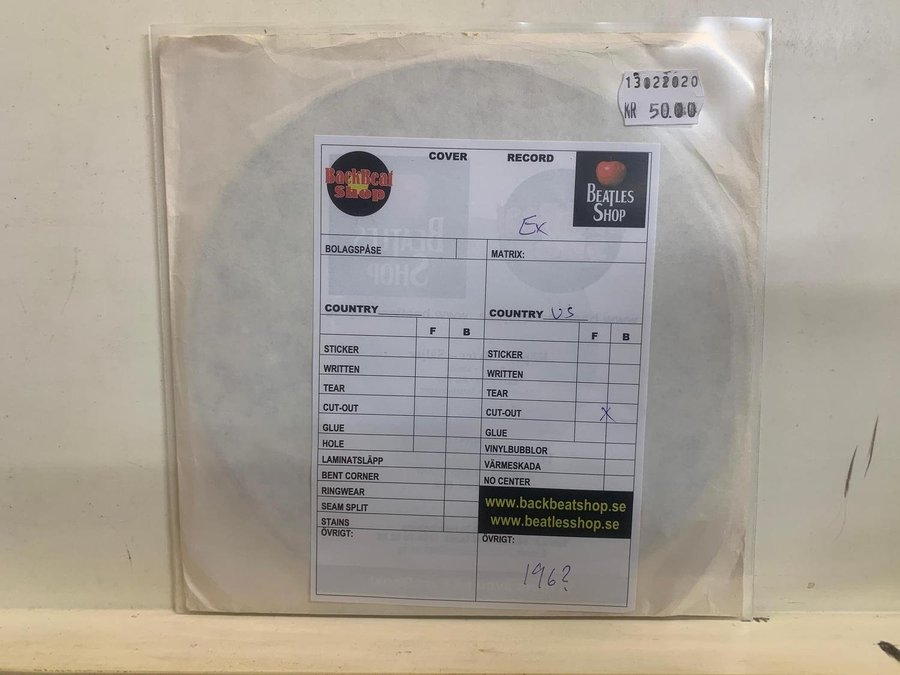 13022020
KR 50.00
COVER RECORD
BackBeat
Shop
BEATLES
SHOP
Ex
BOLAGSPÅSE
MATRIX:
COUNTRY______
COUNTRY US
F B
F B
STICKER
WRITTEN
TEAR
CUT-OUT
GLUE
HOLE
LAMINATSLÄPP
BENT CORNER
RINGWEAR
SEAM SPLIT
STAINS
ÖVRIGT:
STICKER
WRITTEN
TEAR
CUT-OUT X
GLUE
VINYLBUBBLOR
VÄRMESKADA
NO CENTER
www.backbeatshop.se
www.beatlesshop.se
ÖVRIGT:
196?